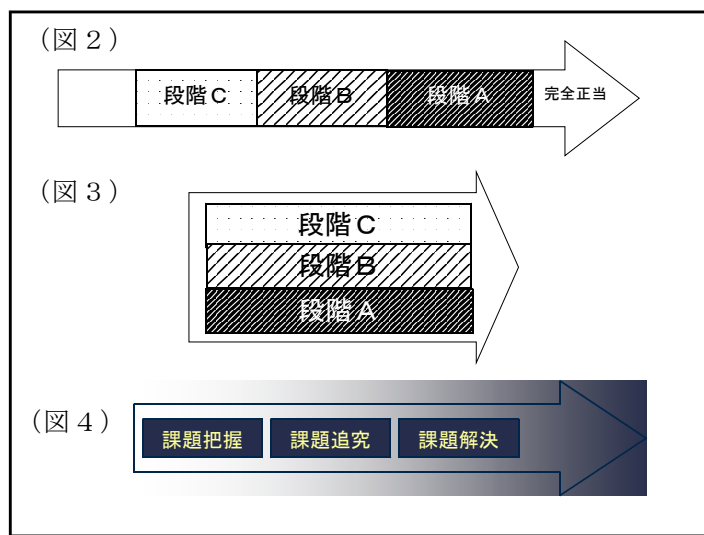 （図２）
段階Ｃ 段階Ｂ 段階Ａ 完全正当
（図３）
段階Ｃ
段階Ｂ
段階Ａ
（図４）
課題把握 課題追究 課題解決